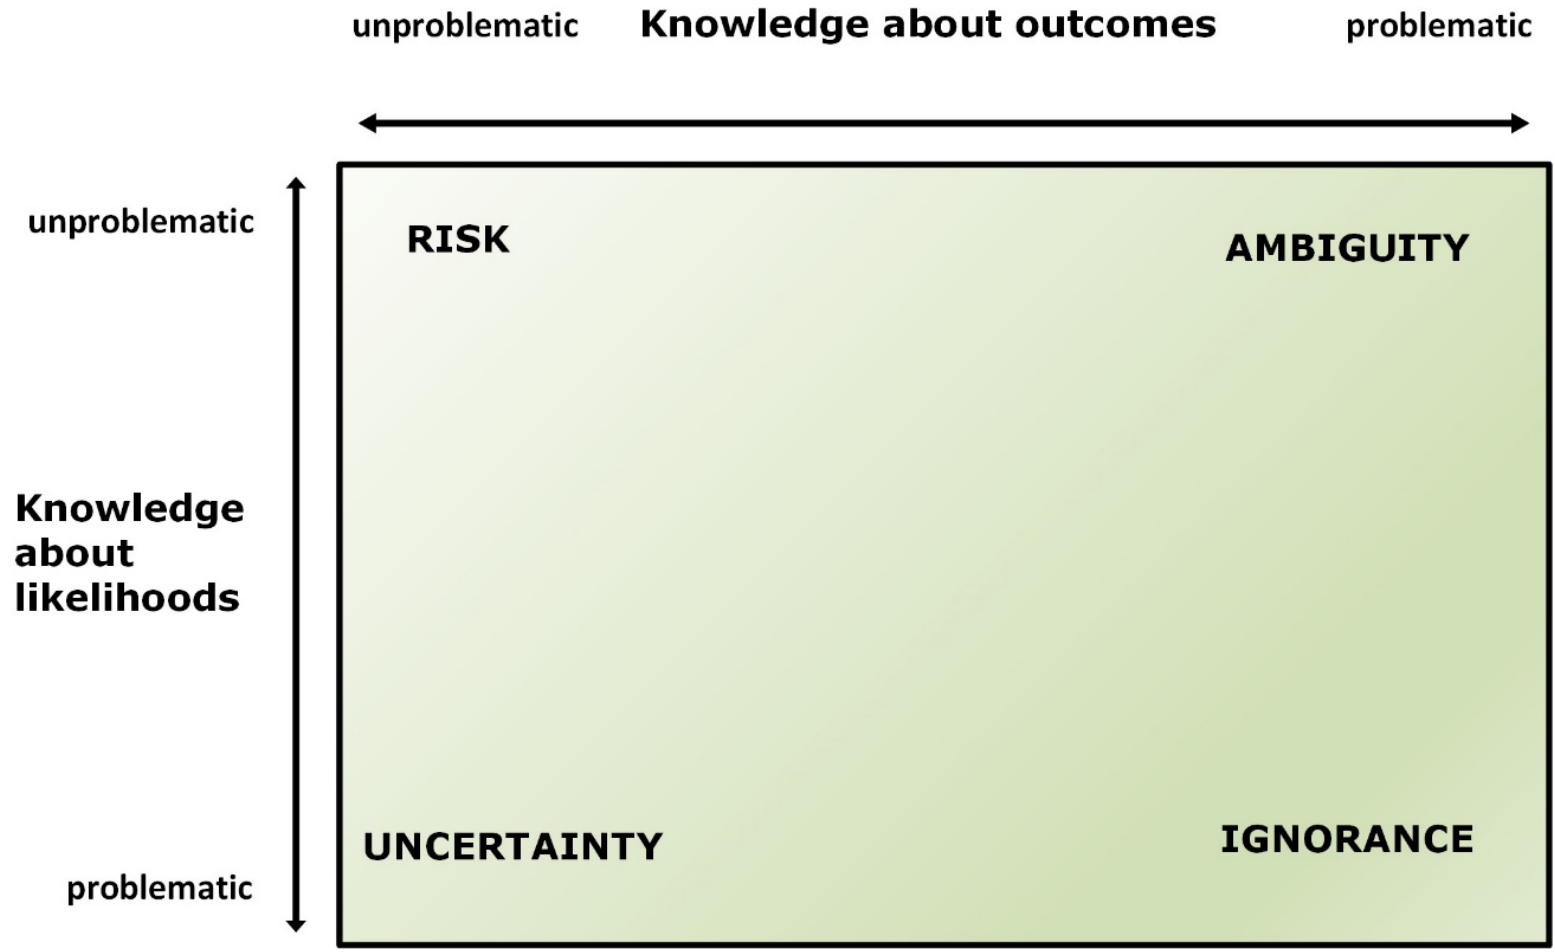 unproblematic Knowledge about outcomes problematic
unproblematic
RISK
AMBIGUITY
Knowledge
about
likelihoods
UNCERTAINTY
IGNORANCE
problematic